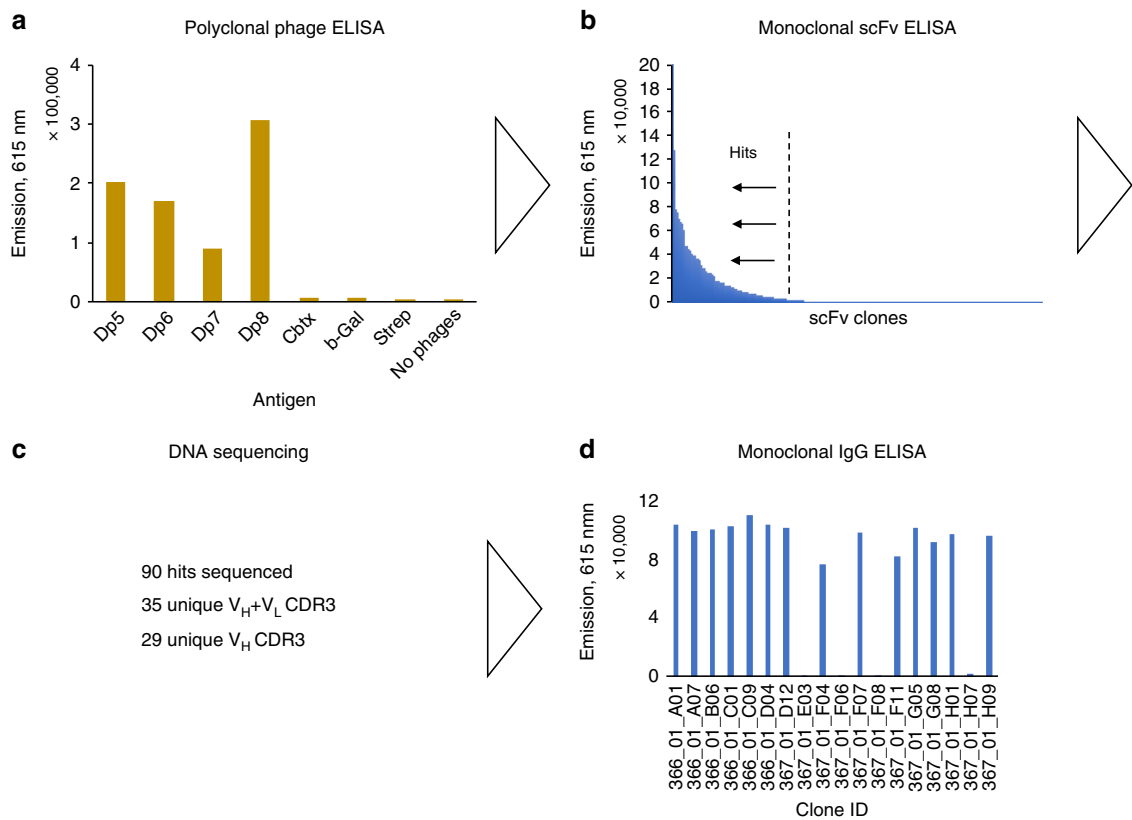 a
Polyclonal phage ELISA
Emission, 615 nm
× 100,000
4
3
2
1
0
Dp5
Dp6
Dp7
Dp8
Cbtx
b-Gal
Strep
No phages
Antigen
b
Monoclonal scFv ELISA
Emission, 615 nm
× 10,000
20
18
16
14
12
10
8
6
4
2
0
Hits
scFv clones
c
DNA sequencing
90 hits sequenced
35 unique VH+VL CDR3
29 unique VH CDR3
d
Monoclonal IgG ELISA
Emission, 615 nmn
× 10,000
12
8
4
0
366_01_A01
366_01_A07
366_01_B06
366_01_C01
366_01_C09
366_01_D04
367_01_D12
367_01_E03
367_01_F04
367_01_F06
367_01_F07
367_01_F08
367_01_F11
367_01_G05
367_01_G08
367_01_H01
367_01_H07
367_01_H09
Clone ID